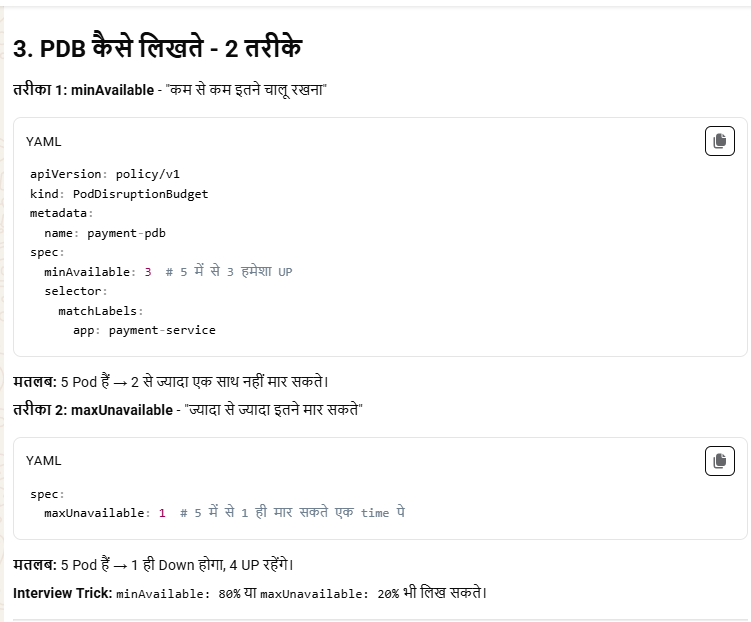 3. PDB कैसे लिखते - 2 तरीके
तरीका 1: minAvailable - "कम से कम इतने चालू रखना"
YAML
apiVersion: policy/v1
kind: PodDisruptionBudget
metadata:
  name: payment-pdb
spec:
  minAvailable: 3  # 5 में से 3 हमेशा UP
  selector:
    matchLabels:
      app: payment-service
मतलब: 5 Pod हैं → 2 से ज्यादा एक साथ नहीं मार सकते।
तरीका 2: maxUnavailable - "ज्यादा से ज्यादा इतने मार सकते"
YAML
spec:
  maxUnavailable: 1  # 5 में से 1 ही मार सकते एक time पे
मतलब: 5 Pod हैं → 1 ही Down होगा, 4 UP रहेंगे।
Interview Trick: minAvailable: 80% या maxUnavailable: 20% भी लिख सकते।